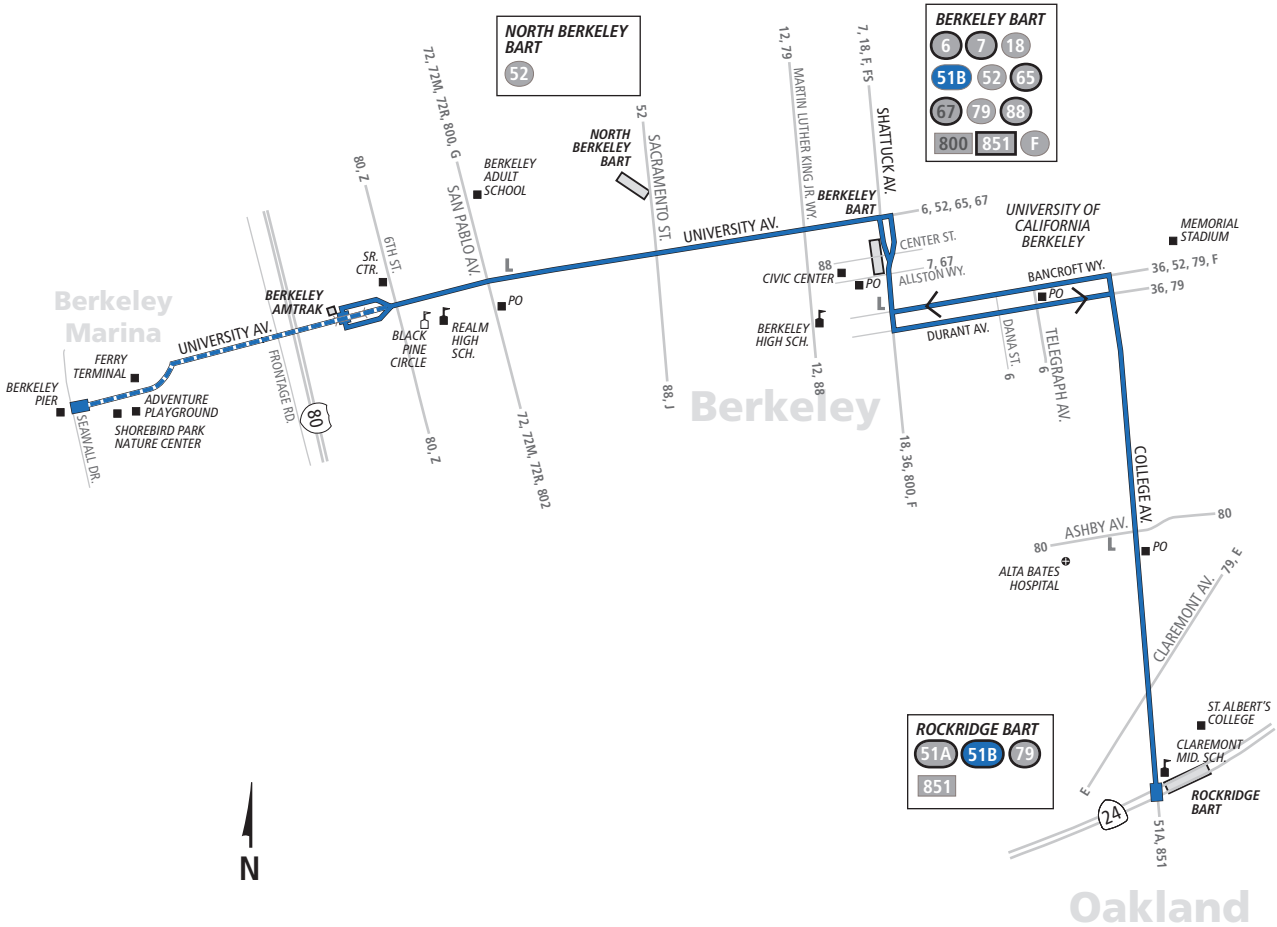 NORTH BERKELEY
BART
52
BERKELEY BART
6 7 18
51B 52 65
67 79 88
800 851 F
72, 72M, 72R, 800, G
12, 79
7, 18, F, FS
52
80, Z
BERKELEY
ADULT
SCHOOL
NORTH
BERKELEY
BART
SACRAMENTO ST.
MARTIN LUTHER KING JR. WY.
SHATTUCK AV.
BERKELEY
BART
6, 52, 65, 67
UNIVERSITY OF
CALIFORNIA
BERKELEY
MEMORIAL
STADIUM
SAN PABLO AV.
6TH ST.
UNIVERSITY AV.
CENTER ST.
SR.
CTR.
L
88
CIVIC CENTER
PO
7, 67
ALLSTON WY.
BANCROFT WY.
36, 52, 79, F
36, 79
Berkeley
Marina
BERKELEY
AMTRAK
PO
L
PO
UNIVERSITY AV.
BLACK
PINE
CIRCLE
REALM
HIGH
SCH.
BERKELEY
HIGH SCH.
DURANT AV.
DANA ST.
6
TELEGRAPH AV.
6
FERRY
TERMINAL
FRONTAGE RD.
BERKELEY
PIER
ADVENTURE
PLAYGROUND
SHOREBIRD PARK
NATURE CENTER
SEAWALL DR.
80
80, Z
72, 72M, 72R, 802
88, J
12, 88
Berkeley
18, 36, 800, F
COLLEGE AV.
ASHBY AV.
80
80
L
PO
ALTA BATES
HOSPITAL
79, E
CLAREMONT AV.
ROCKRIDGE BART
51A 51B 79
851
ST. ALBERT'S
COLLEGE
CLAREMONT
MID. SCH.
E
24
ROCKRIDGE
BART
51A, 851
N
Oakland